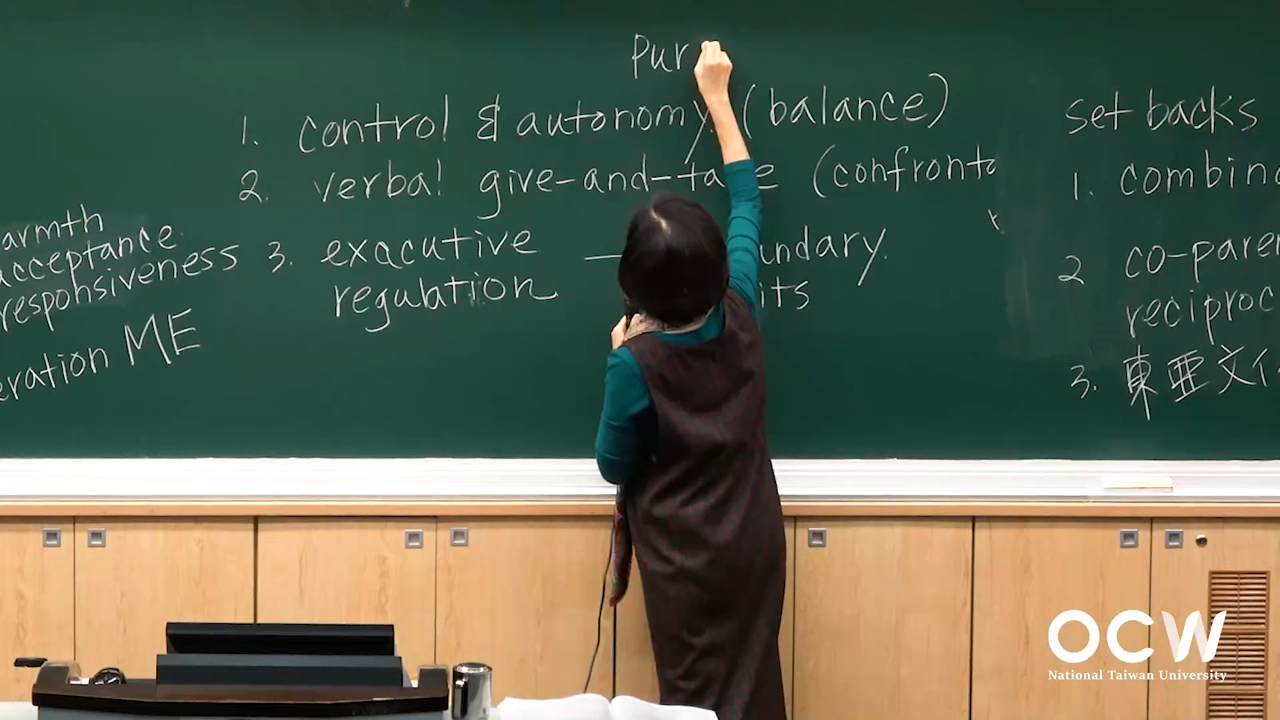 Pur
1. control & autonomy (balance)
2. verbal give-and-take (confronta
3. exacutive — undary.
regulation its
armth
acceptance
responsiveness
eration ME
set backs
1. combin
2 co-paren
reciproc
3. 東亜文化
OCW
National Taiwan University